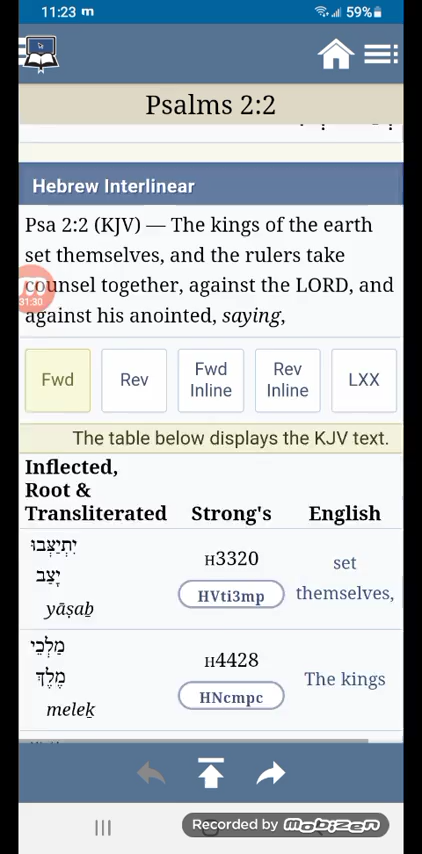 11:23 m
59%
Psalms 2:2
Hebrew Interlinear
Psa 2:2 (KJV) — The kings of the earth
set themselves, and the rulers take
counsel together, against the LORD, and
against his anointed, saying,
31:30
Fwd
Rev
Fwd
Inline
Rev
Inline
LXX
The table below displays the KJV text.
Inflected,
Root &
Transliterated
Strong's
English
יִתְיַצְּבוּ
יָצַב
yāṣaḇ
H3320
HVti3mp
set
themselves,
מַלְכֵי
מֶלֶךְ
meleḵ
H4428
HNcmpc
The kings
Recorded by mobizen